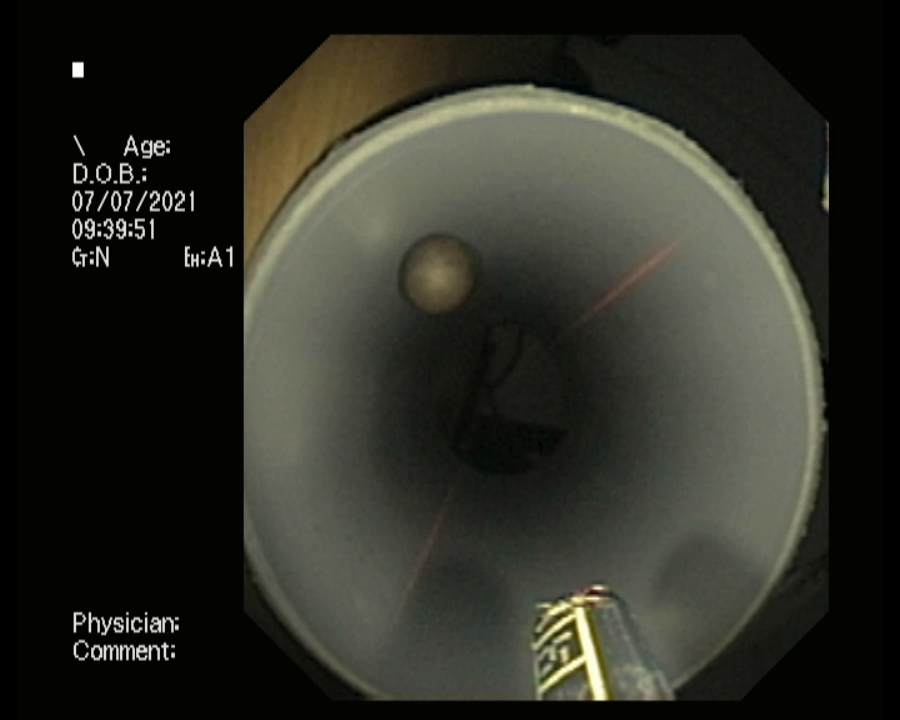 \ Age:
D.O.B.:
07/07/2021
09:39:51
Cr:N EH:A1
Physician:
Comment: